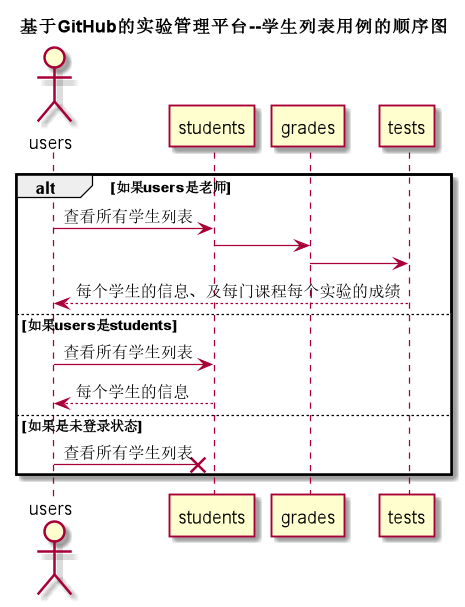 基于GitHub的实验管理平台--学生列表用例的顺序图
users
students
grades
tests
alt
[如果users是老师]
查看所有学生列表
每个学生的信息、及每门课程每个实验的成绩
[如果users是students]
查看所有学生列表
每个学生的信息
[如果是未登录状态]
查看所有学生列表
users
students
grades
tests